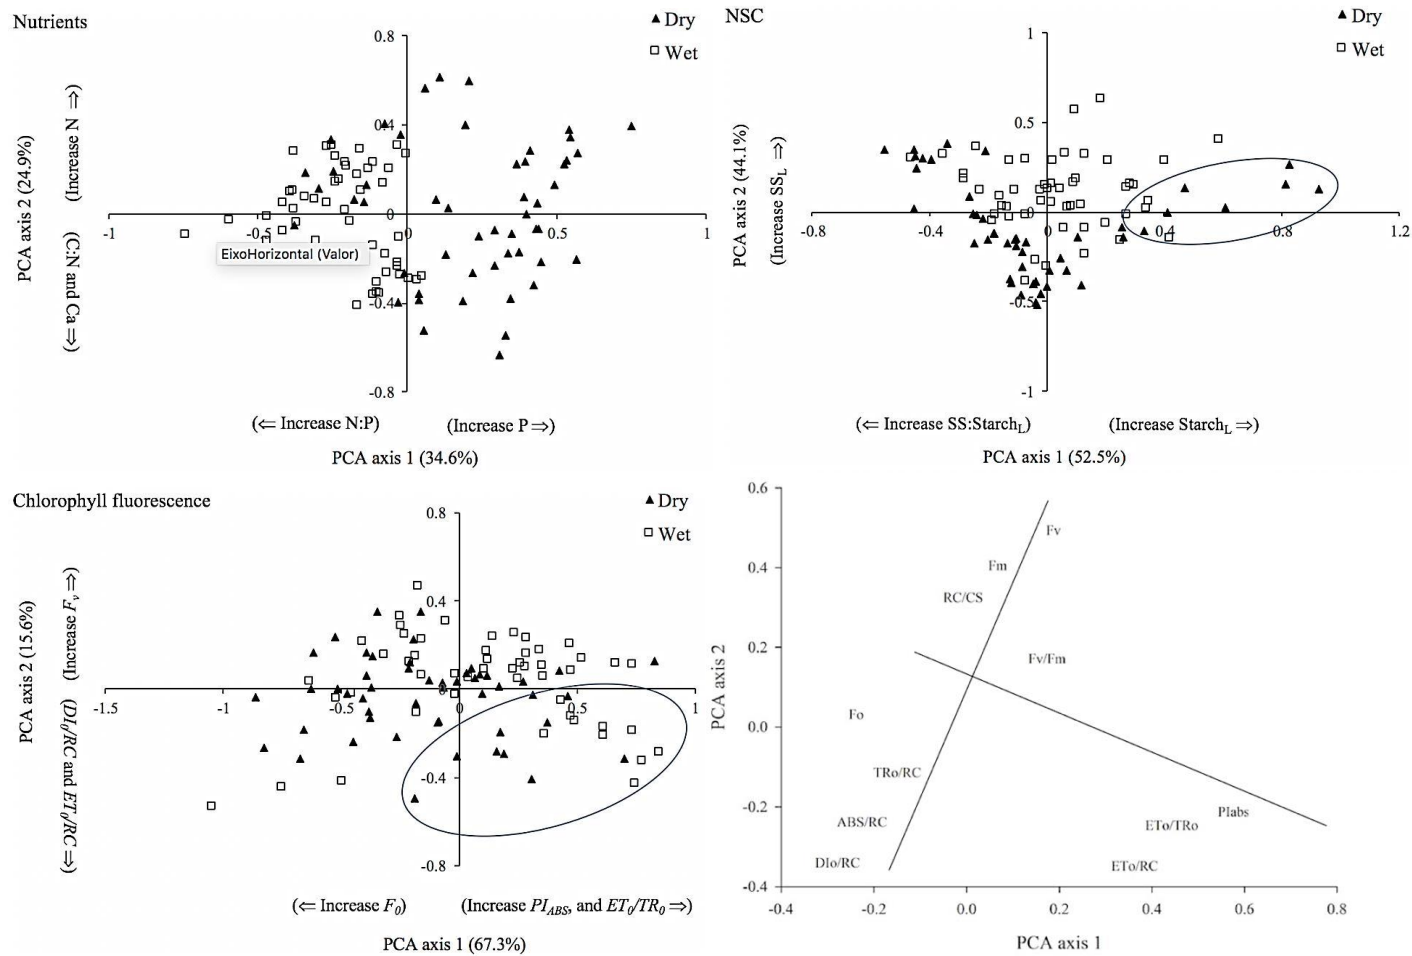 Nutrients
▲ Dry
□ Wet
0.8
0.4
0
-0.4
-0.8
-1
-0.5
0
0.5
1
EixoHorizontal (Valor)
PCA axis 2 (24.9%)
(C:N and Ca ⇒)
(⇐ Increase N)
(⇐ Increase N:P)
(Increase P ⇒)
PCA axis 1 (34.6%)
NSC
▲ Dry
□ Wet
1
0.5
0
-0.5
-1
-0.8
-0.4
0
0.4
0.8
1.2
PCA axis 2 (44.1%)
(Increase SSL ⇒)
(⇐ Increase SS:StarchL)
(Increase StarchL ⇒)
PCA axis 1 (52.5%)
Chlorophyll fluorescence
▲ Dry
□ Wet
0.8
0.4
0
-0.4
-0.8
-1.5
-1
-0.5
0
0.5
1
PCA axis 2 (15.6%)
(DI0/RC and ET0/RC ⇒)
(Increase Fv ⇒)
(⇐ Increase F0)
(Increase PIABS, and ET0/TR0 ⇒)
PCA axis 1 (67.3%)
0.6
0.4
0.2
0.0
-0.2
-0.4
Fv
Fm
RC/CS
Fv/Fm
Fo
TRo/RC
PIabs
ABS/RC
ETo/TRo
DIo/RC
ETo/RC
-0.4
-0.2
0.0
0.2
0.4
0.6
0.8
PCA axis 2
PCA axis 1